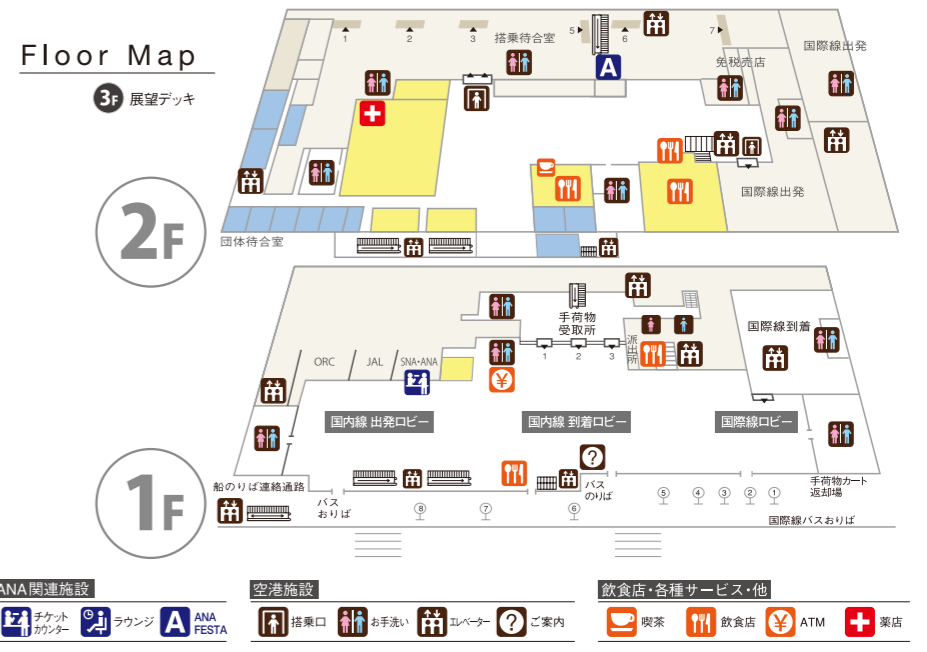 Floor Map
3F 展望デッキ
2F
1
2
3
搭乗待合室
5
6
7
A
国際線出発
免税売店
国際線出発
団体待合室
1F
手荷物
受取所
1
2
3
派出所
国際線到着
ORC
JAL
SNA・ANA
¥
国内線 出発ロビー
国内線 到着ロビー
国際線ロビー
?
船のりば連絡通路
バス
おりば
バス
のりば
手荷物カート
返却場
⑧
⑦
⑥
⑤
④
③
②
①
国際線バスおりば
ANA関連施設
チケット
カウンター
ラウンジ
A ANA
FESTA
空港施設
搭乗口
お手洗い
エレベーター
? ご案内
飲食店・各種サービス・他
喫茶
飲食店
¥ ATM
薬店